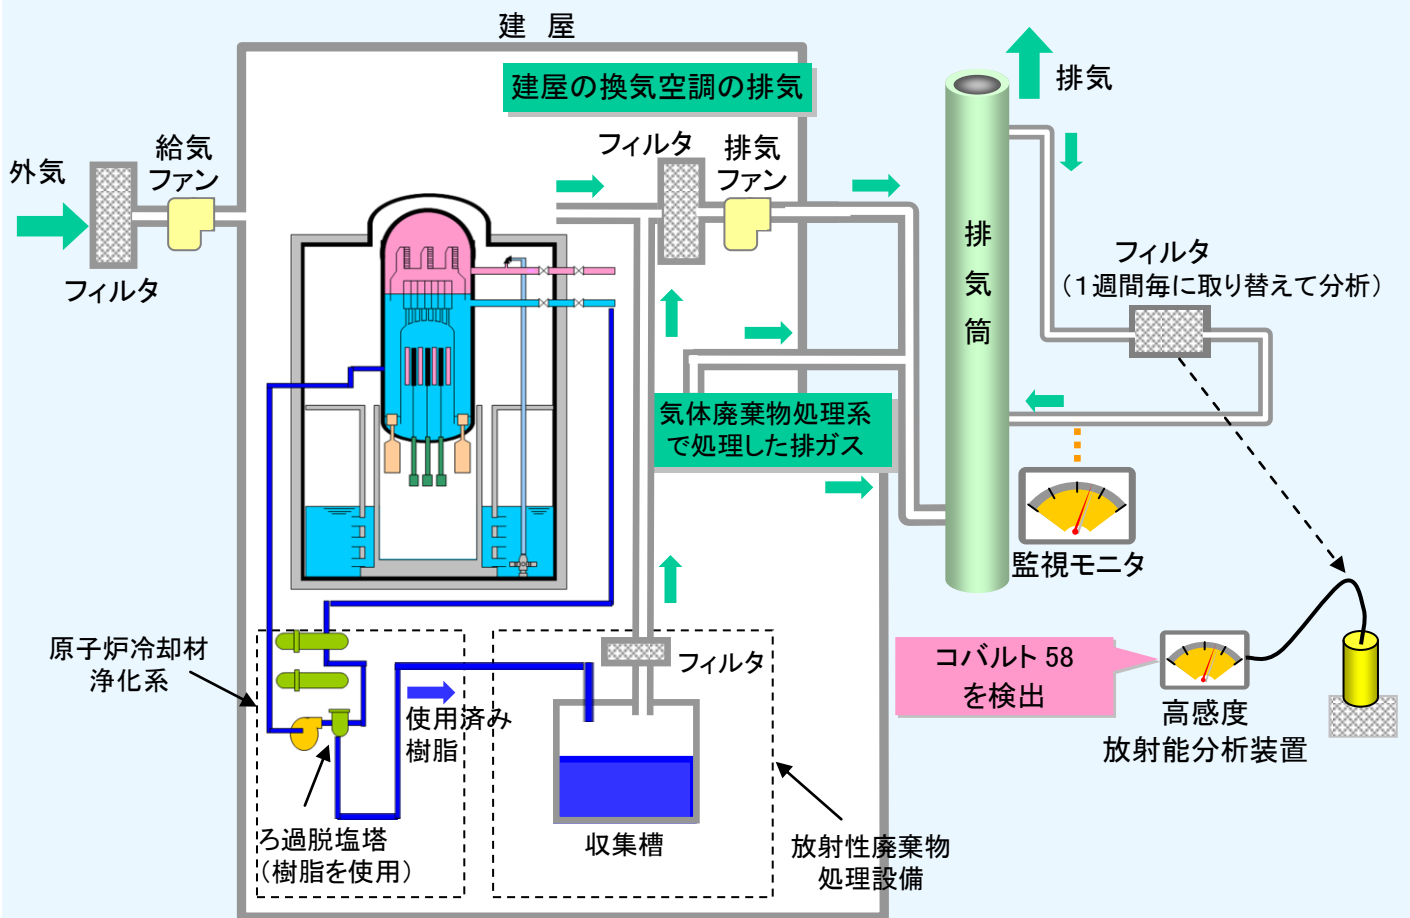 建　屋
建屋の換気空調の排気
排気
外気
給気
ファン
フィルタ
フィルタ
排気
ファン
排
気
筒
フィルタ
（１週間毎に取り替えて分析）
気体廃棄物処理系
で処理した排ガス
監視モニタ
原子炉冷却材
浄化系
フィルタ
使用済み
樹脂
コバルト 58
を検出
高感度
放射能分析装置
ろ過脱塩塔
（樹脂を使用）
収集槽
放射性廃棄物
処理設備